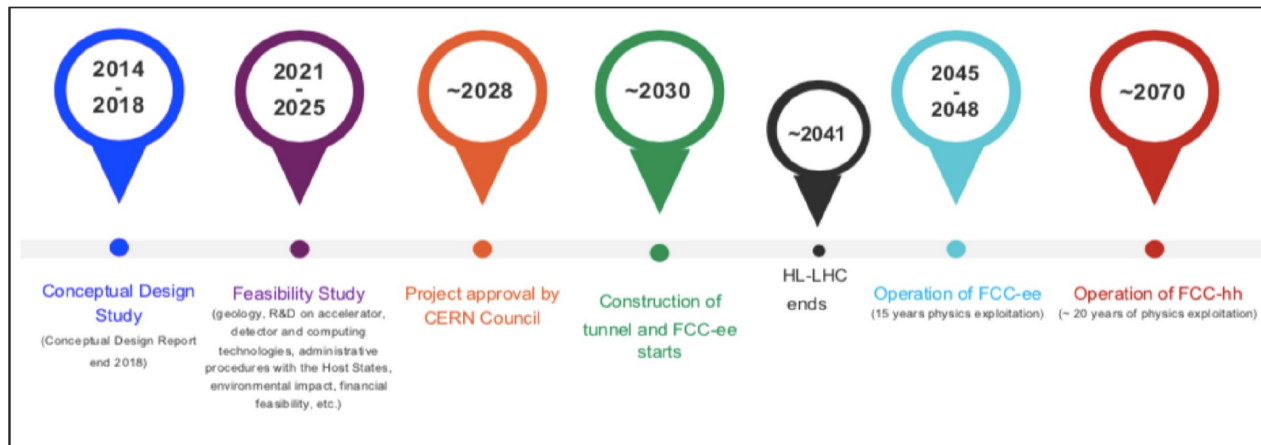 2014
-
2018
2021
-
2025
~2028
~2030
~2041
2045
-
2048
~2070
Conceptual Design
Study
(Conceptual Design Report
end 2018)
Feasibility Study
(geology, R&D on accelerator,
detector and computing
technologies, administrative
procedures with the Host States,
environmental impact, financial
feasibility, etc.)
Project approval by
CERN Council
Construction of
tunnel and FCC-ee
starts
HL-LHC
ends
Operation of FCC-ee
(15 years physics exploitation)
Operation of FCC-hh
(~ 20 years of physics exploitation)